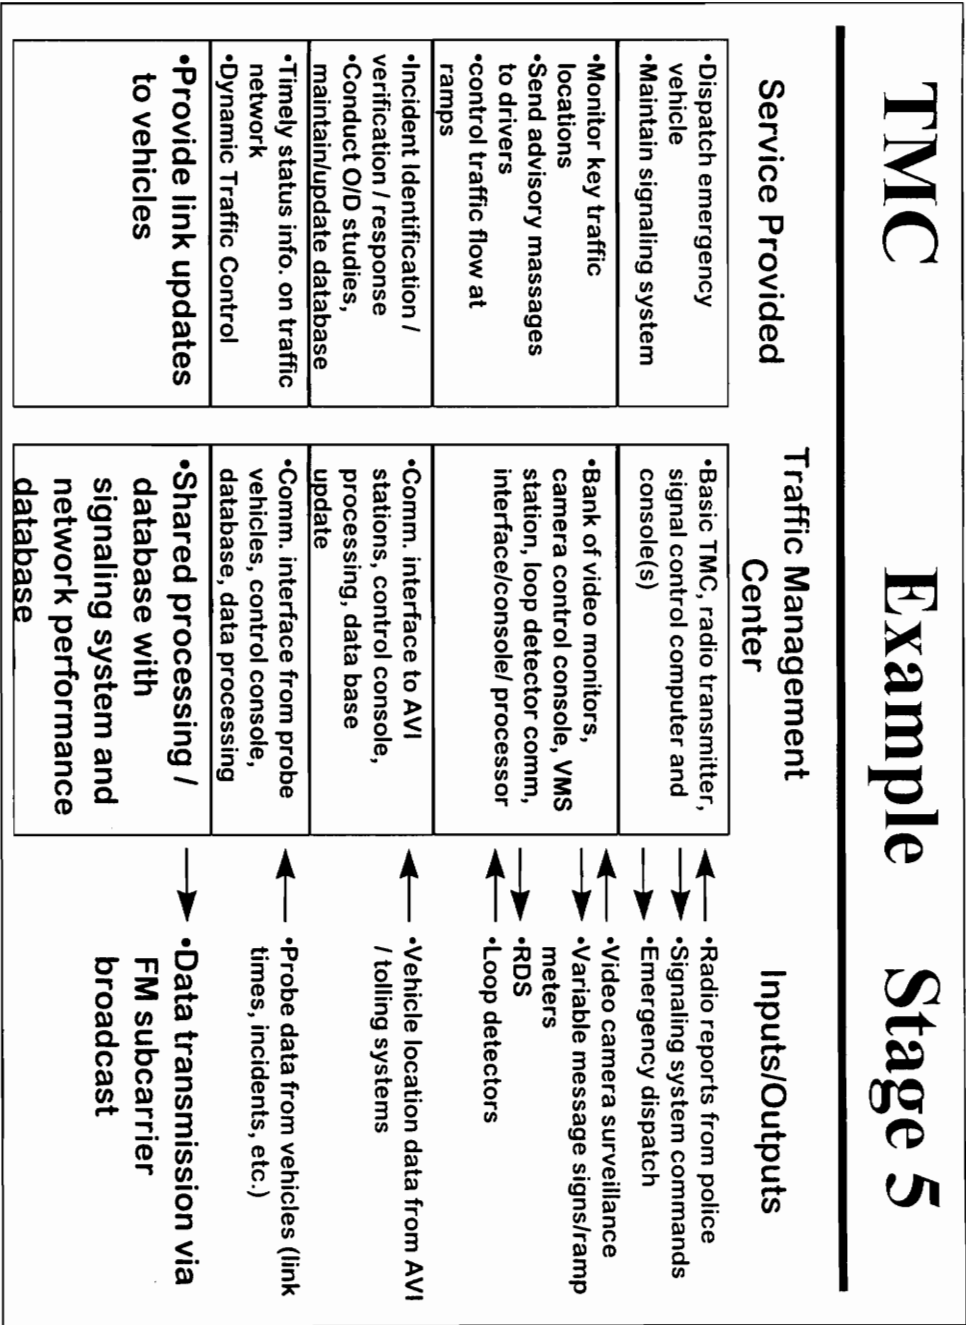 TMC Example Stage 5
Service Provided
•Dispatch emergency
vehicle
•Maintain signaling system
•Monitor key traffic
locations
•Send advisory massages
to drivers
•control traffic flow at
ramps
•Incident Identification /
verification / response
•Conduct O/D studies,
maintain/update database
•Timely status info. on traffic
network
•Dynamic Traffic Control
•Provide link updates
to vehicles
Traffic Management
Center
•Basic TMC, radio transmitter,
signal control computer and
console(s)
•Bank of video monitors,
camera control console, VMS
station, loop detector comm,
interface/console/ processor
•Comm. interface to AVI
stations, control console,
processing, data base
update
•Comm. interface from probe
vehicles, control console,
database, data processing
•Shared processing /
database with
signaling system and
network performance
database
Inputs/Outputs
•Radio reports from police
•Signaling system commands
•Emergency dispatch
•Video camera surveillance
•Variable message signs/ramp
meters
•RDS
•Loop detectors
•Vehicle location data from AVI
/ tolling systems
•Probe data from vehicles (link
times, incidents, etc.)
•Data transmission via
FM subcarrier
broadcast